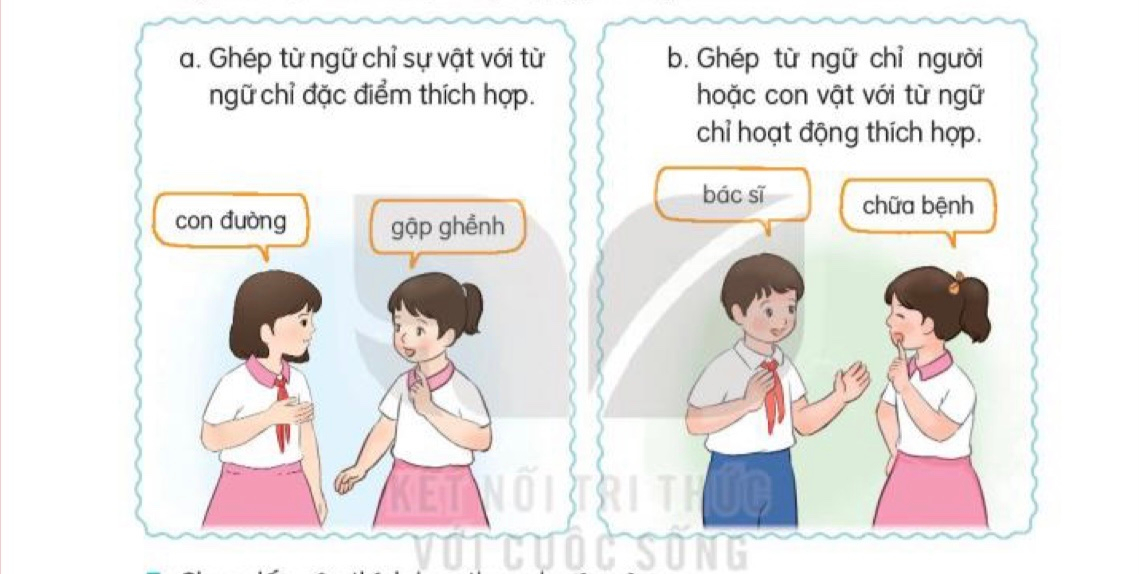 a. Ghép từ ngữ chỉ sự vật với từ
ngữ chỉ đặc điểm thích hợp.
con đường
gập ghềnh
b. Ghép từ ngữ chỉ người
hoặc con vật với từ ngữ
chỉ hoạt động thích hợp.
bác sĩ
chữa bệnh
KẾT NỐI TRI THỨC
VỚI CUỘC SỐNG